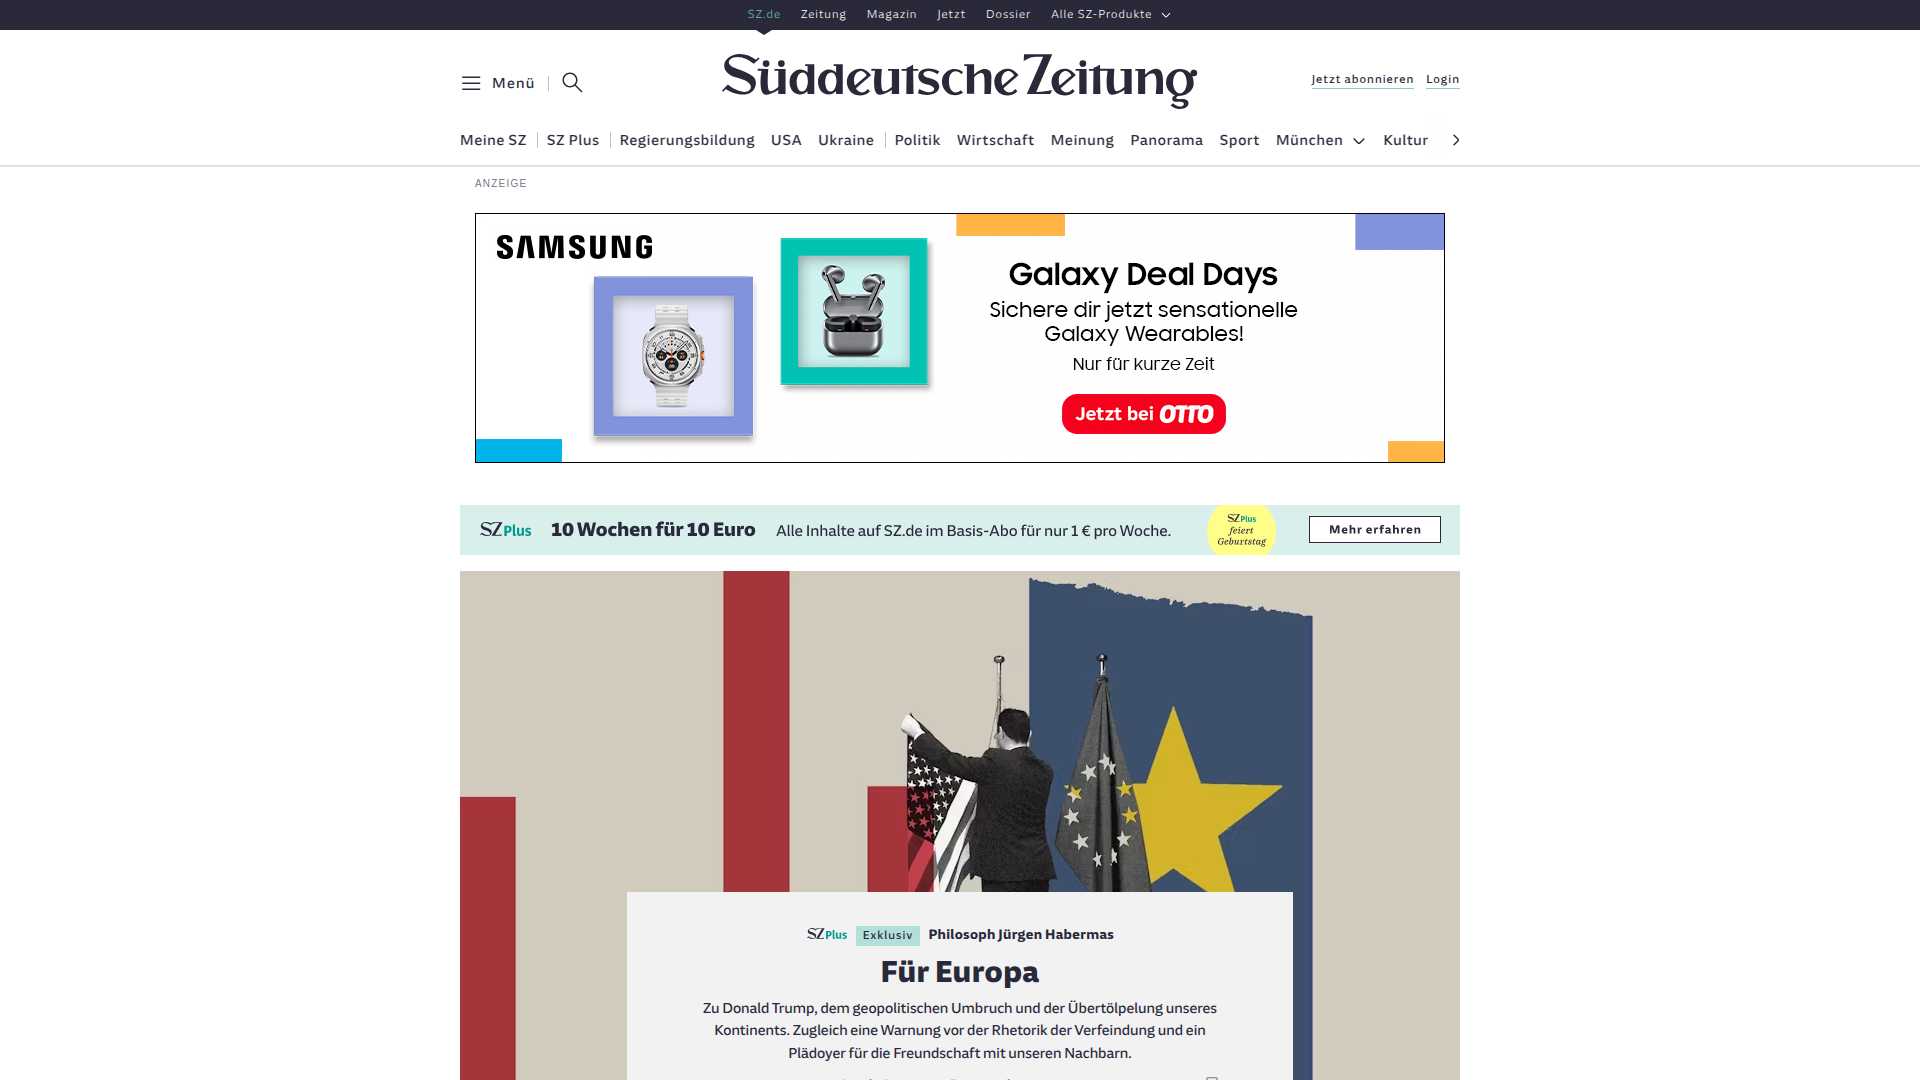 SZ.de Zeitung Magazin Jetzt Dossier Alle SZ-Produkte
Menü
Süddeutsche Zeitung
Jetzt abonnieren Login
Meine SZ SZ Plus Regierungsbildung USA Ukraine Politik Wirtschaft Meinung Panorama Sport München Kultur
ANZEIGE
SAMSUNG
Galaxy Deal Days
Sichere dir jetzt sensationelle
Galaxy Wearables!
Nur für kurze Zeit
Jetzt bei OTTO
SZ Plus 10 Wochen für 10 Euro Alle Inhalte auf SZ.de im Basis-Abo für nur 1 € pro Woche.
SZ Plus
feiert
Geburtstag
Mehr erfahren
SZ Plus Exklusiv Philosoph Jürgen Habermas
Für Europa
Zu Donald Trump, dem geopolitischen Umbruch und der Übertölpelung unseres
Kontinents. Zugleich eine Warnung vor der Rhetorik der Verfeindung und ein
Plädoyer für die Freundschaft mit unseren Nachbarn.